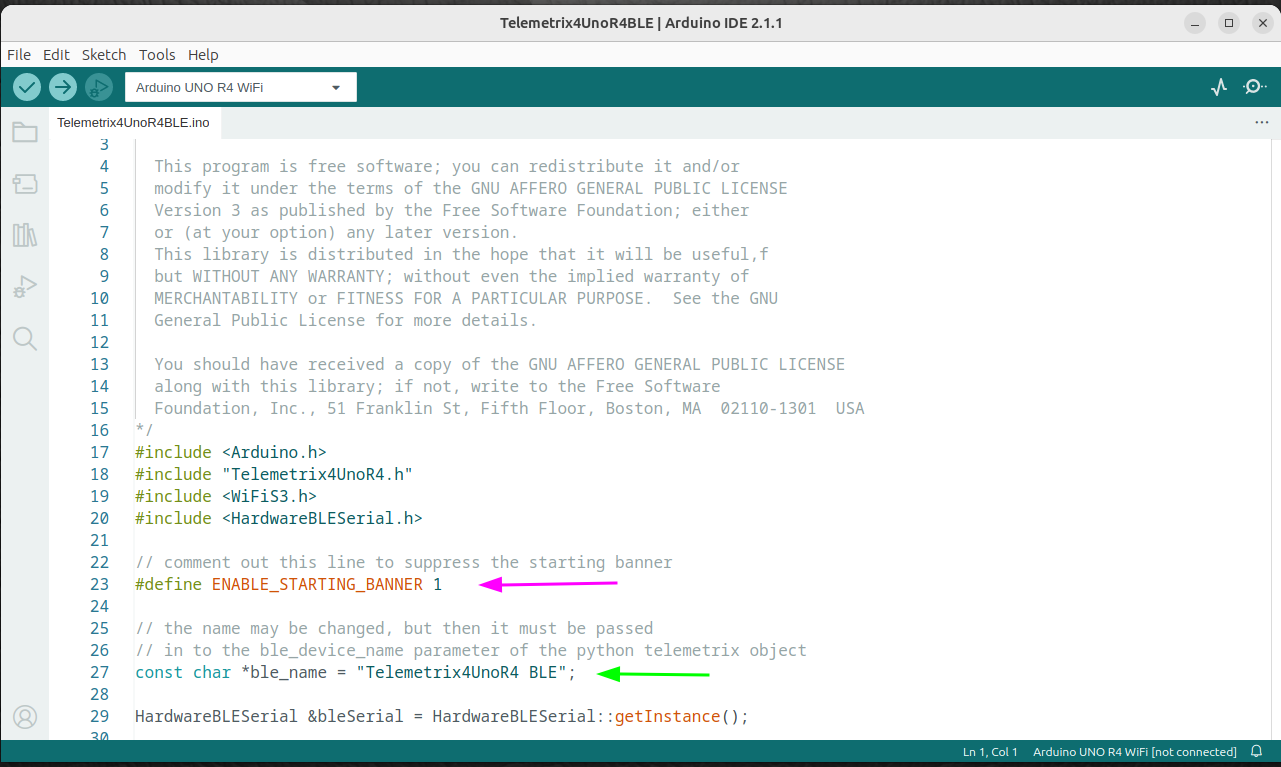 Telemetrix4UnoR4BLE | Arduino IDE 2.1.1
File Edit Sketch Tools Help
Arduino UNO R4 WiFi
Telemetrix4UnoR4BLE.ino
3
4 This program is free software; you can redistribute it and/or
5 modify it under the terms of the GNU AFFERO GENERAL PUBLIC LICENSE
6 Version 3 as published by the Free Software Foundation; either
7 or (at your option) any later version.
8 This library is distributed in the hope that it will be useful,f
9 but WITHOUT ANY WARRANTY; without even the implied warranty of
10 MERCHANTABILITY or FITNESS FOR A PARTICULAR PURPOSE.  See the GNU
11 General Public License for more details.
12
13 You should have received a copy of the GNU AFFERO GENERAL PUBLIC LICENSE
14 along with this library; if not, write to the Free Software
15 Foundation, Inc., 51 Franklin St, Fifth Floor, Boston, MA  02110-1301  USA
16 */
17 #include <Arduino.h>
18 #include "Telemetrix4UnoR4.h"
19 #include <WiFiS3.h>
20 #include <HardwareBLESerial.h>
21
22 // comment out this line to suppress the starting banner
23 #define ENABLE_STARTING_BANNER 1
24
25 // the name may be changed, but then it must be passed
26 // in to the ble_device_name parameter of the python telemetrix object
27 const char *ble_name = "Telemetrix4UnoR4 BLE";
28
29 HardwareBLESerial &bleSerial = HardwareBLESerial::getInstance();
30
Ln 1, Col 1 Arduino UNO R4 WiFi [not connected]